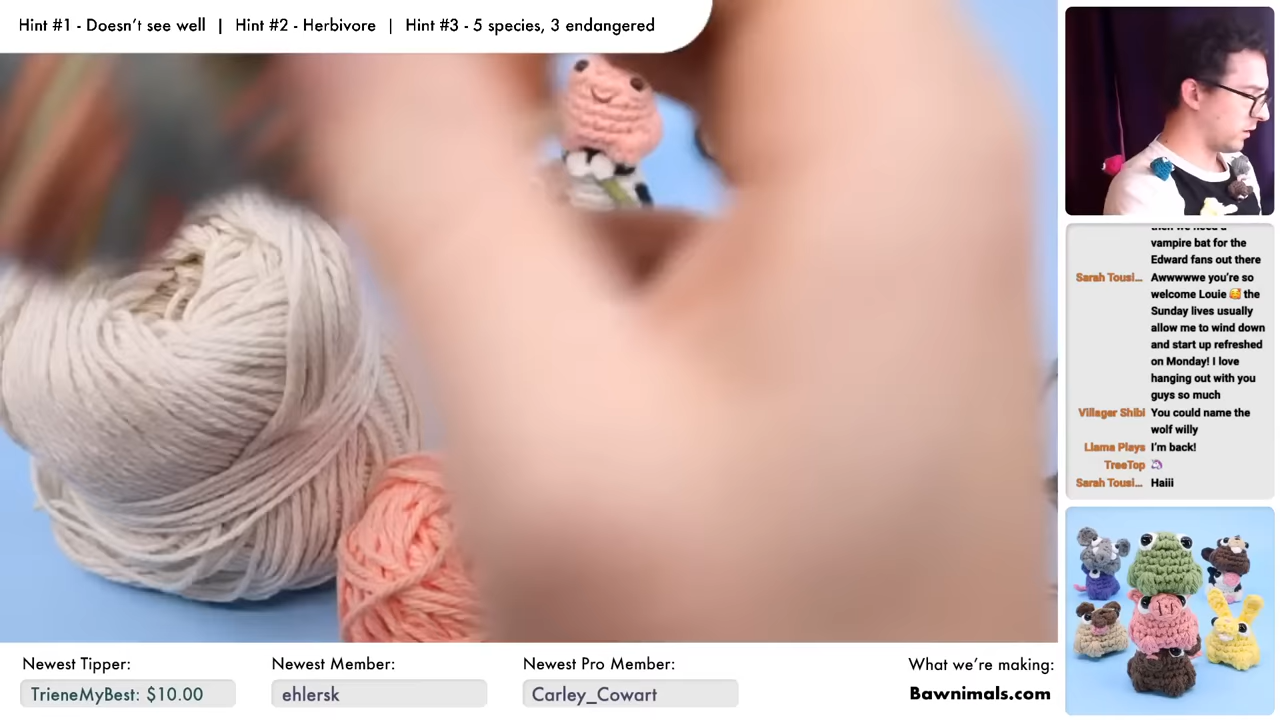 Hint #1 - Doesn't see well | Hint #2 - Herbivore | Hint #3 - 5 species, 3 endangered
vampire bat for the
Edward fans out there
Sarah Tousi... Awwwwwe you're so
welcome Louie 🥰 the
Sunday lives usually
allow me to wind down
and start up refreshed
on Monday! I love
hanging out with you
guys so much
Villager Shibi You could name the
wolf willy
Llama Plays I'm back!
TreeTop 🦄
Sarah Tousi... Haiii
Newest Tipper:
TrieneMyBest: $10.00
Newest Member:
ehlersk
Newest Pro Member:
Carley_Cowart
What we're making:
Bawnimals.com